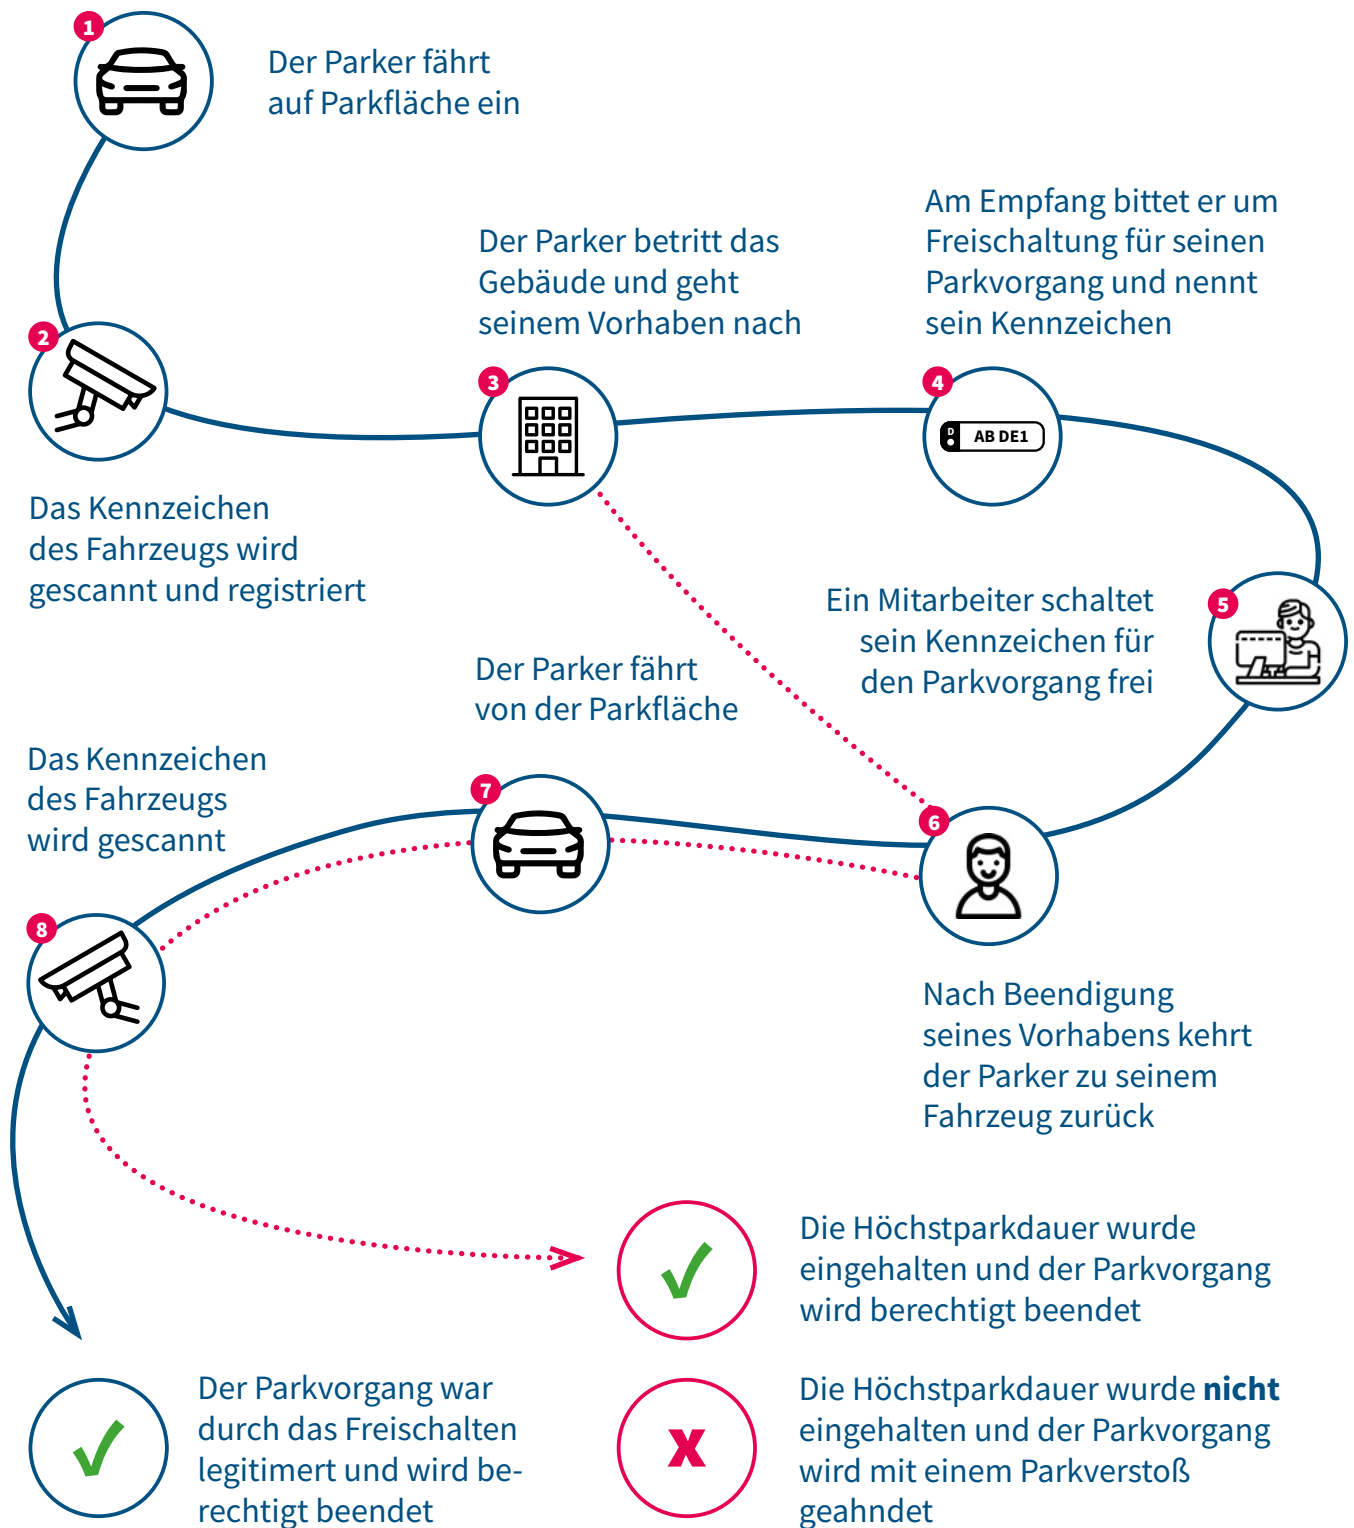 1
Der Parker fährt
auf Parkfläche ein
2
Das Kennzeichen
des Fahrzeugs wird
gescannt und registriert
3
Der Parker betritt das
Gebäude und geht
seinem Vorhaben nach
4
Am Empfang bittet er um
Freischaltung für seinen
Parkvorgang und nennt
sein Kennzeichen
D AB DE1
5
Ein Mitarbeiter schaltet
sein Kennzeichen für
den Parkvorgang frei
6
Nach Beendigung
seines Vorhabens kehrt
der Parker zu seinem
Fahrzeug zurück
7
Der Parker fährt
von der Parkfläche
8
Das Kennzeichen
des Fahrzeugs
wird gescannt
Der Parkvorgang war
durch das Freischalten
legitimert und wird be-
rechtigt beendet
Die Höchstparkdauer wurde
eingehalten und der Parkvorgang
wird berechtigt beendet
Die Höchstparkdauer wurde nicht
eingehalten und der Parkvorgang
wird mit einem Parkverstoß
geahndet